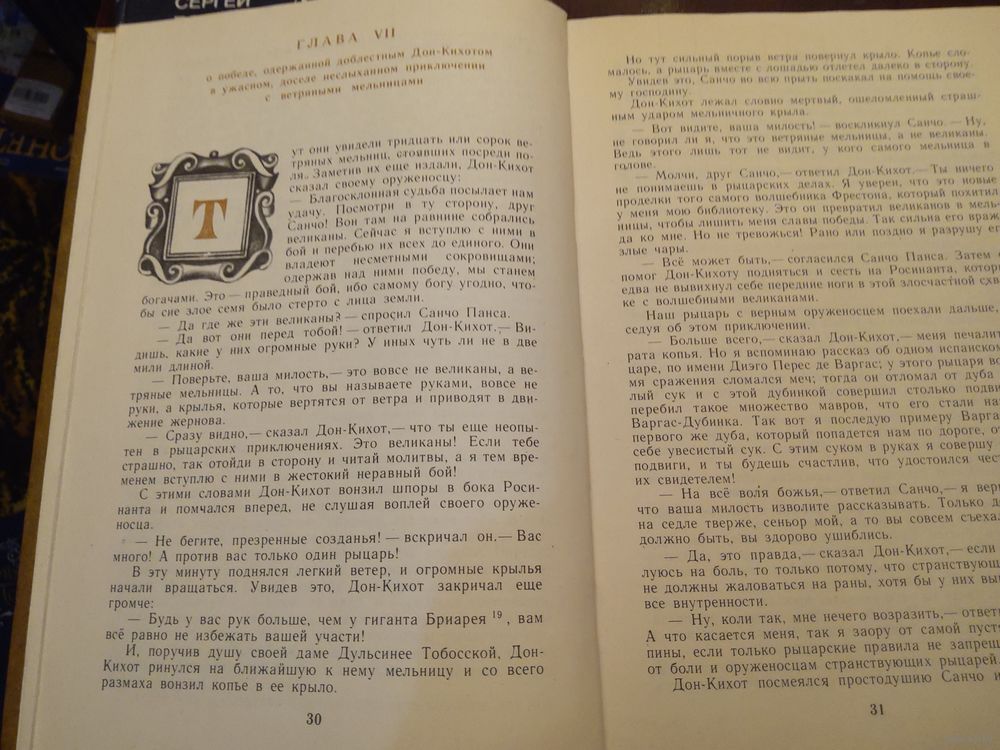 СЕРГЕЙ
ГЛАВА VII
о победе, одержанной доблестным Дон-Кихотом
в ужасном, доселе неслыханном приключении
с ветряными мельницами
Т
ут они увидели тридцать или сорок ве-
тряных мельниц, стоявших посреди по-
ля. Заметив их еще издали, Дон-Кихот
сказал своему оруженосцу:
— Благосклонная судьба посылает нам
удачу. Посмотри в ту сторону, друг
Санчо! Вон там на равнине собрались
великаны. Сейчас я вступлю с ними в
бой и перебью их всех до единого. Они
владеют несметными сокровищами;
одержав над ними победу, мы станем
богачами. Это — праведный бой, ибо самому богу угодно, что-
бы сие злое семя было стерто с лица земли.
— Да где же эти великаны? — спросил Санчо Панса.
— Да вот они перед тобой! — ответил Дон-Кихот.— Ви-
дишь, какие у них огромные руки? У иных чуть ли не в две
мили длиной.
— Поверьте, ваша милость,— это вовсе не великаны, а ве-
тряные мельницы. А то, что вы называете руками, вовсе не
руки, а крылья, которые вертятся от ветра и приводят в дви-
жение жернова.
— Сразу видно,— сказал Дон-Кихот,— что ты еще неопы-
тен в рыцарских приключениях. Это великаны! Если тебе
страшно, так отойди в сторону и читай молитвы, а я тем вре-
менем вступлю с ними в жестокий неравный бой!
С этими словами Дон-Кихот вонзил шпоры в бока Роси-
нанта и помчался вперед, не слушая воплей своего оруже-
носца.
— Не бегите, презренные созданья! — вскричал он.— Вас
много! А против вас только один рыцарь!
В эту минуту поднялся легкий ветер, и огромные крылья
начали вращаться. Увидев это, Дон-Кихот закричал еще
громче:
— Будь у вас рук больше, чем у гиганта Бриарея 19 , вам
всё равно не избежать вашей участи!
И, поручив душу своей даме Дульсинее Тобосской, Дон-
Кихот ринулся на ближайшую к нему мельницу и со всего
размаха вонзил копье в ее крыло.
30
Но тут сильный порыв ветра повернул крыло. Копье сло-
малось, а рыцарь вместе с лошадью отлетел далеко в сторону.
Увидев это, Санчо во всю прыть поскакал на помощь свое-
му господину.
Дон-Кихот лежал словно мертвый, ошеломленный страш-
ным ударом мельничного крыла.
— Вот видите, ваша милость! — воскликнул Санчо.— Ну,
не говорил ли я, что это ветряные мельницы, а не великаны.
Ведь этого лишь тот не видит, у кого самого мельница в
голове.
— Молчи, друг Санчо,— ответил Дон-Кихот.— Ты ничего
не понимаешь в рыцарских делах. Я уверен, что это новые
проделки того самого волшебника Фрестона, который похитил
у меня мою библиотеку. Это он превратил великанов в мель-
ницы, чтобы лишить меня славы победы. Так сильна его враж-
да ко мне. Но не тревожься! Рано или поздно я разрушу его
злые чары.
— Всё может быть,— согласился Санчо Панса. Затем о
помог Дон-Кихоту подняться и сесть на Росинанта, котори
едва не вывихнул себе передние ноги в этой злосчастной схв
ке с волшебными великанами.
Наш рыцарь с верным оруженосцем поехали дальше,
седуя об этом приключении.
— Больше всего,— сказал Дон-Кихот,— меня печалит
рата копья. Но я вспоминаю рассказ об одном испанском
царе, по имени Диэго Перес де Варгас; у этого рыцаря во
мя сражения сломался меч; тогда он отломал от дуба
лый сук и с этой дубинкой совершил столько подви
перебил такое множество мавров, что его стали на
Варгас-Дубинка. Так вот я последую примеру Варга
первого же дуба, который попадется нам по дороге, о
себе увесистый сук. С этим суком в руках я совершу
подвиги, и ты будешь счастлив, что удостоился чес
их свидетелем!
— На всё воля божья,— ответил Санчо,— я вер
что ваша милость изволите рассказывать. Только д
на седле тверже, сеньор мой, а то вы совсем съеха
должно быть, вы здорово ушиблись.
— Да, это правда,— сказал Дон-Кихот,— если
луюсь на боль, то только потому, что странствующ
не должны жаловаться на раны, хотя бы у них вы
все внутренности.
— Ну, коли так, мне нечего возразить,— ответ
А что касается меня, так я заору от самой пуст
пины, если только рыцарские правила не запрещ
от боли и оруженосцам странствующих рыцарей.
Дон-Кихот посмеялся простодушию Санчо и
31